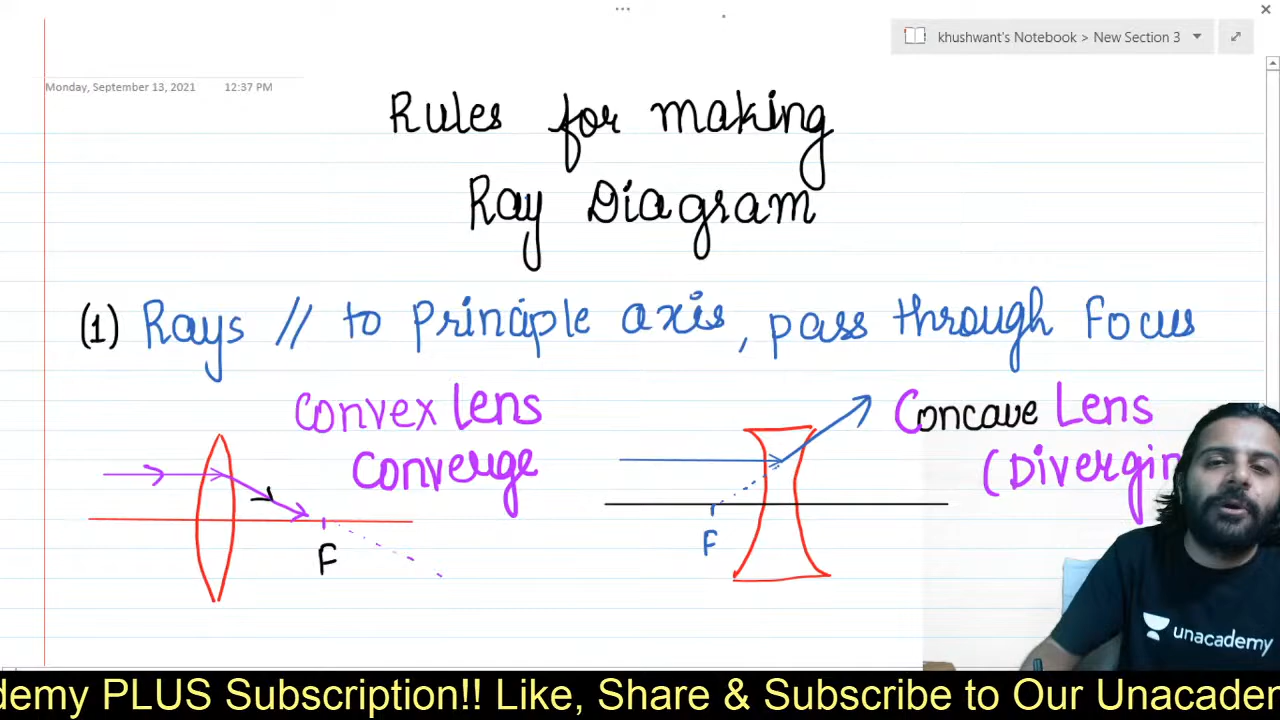 khushwant's Notebook > New Section 3
Monday, September 13, 2021 12:37 PM
Rules for making
Ray Diagram
(1) Rays // to Principle axis, pass through Focus
Convex Lens
Converge
Concave Lens
(Divergin
F
F
unacademy
demy PLUS Subscription!! Like, Share & Subscribe to Our Unacader